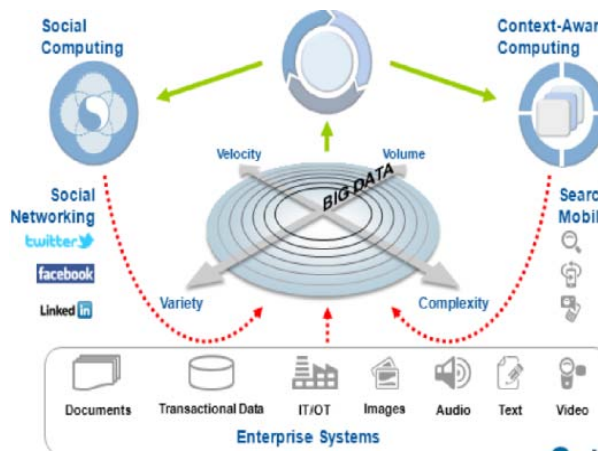 Social
Computing
Context-Awar
Computing
Velocity
Volume
BIG DATA
Social
Networking
Search
Mobil
twitter
facebook
Linked in
Variety
Complexity
Documents
Transactional Data
IT/OT
Images
Audio
Text
Video
Enterprise Systems